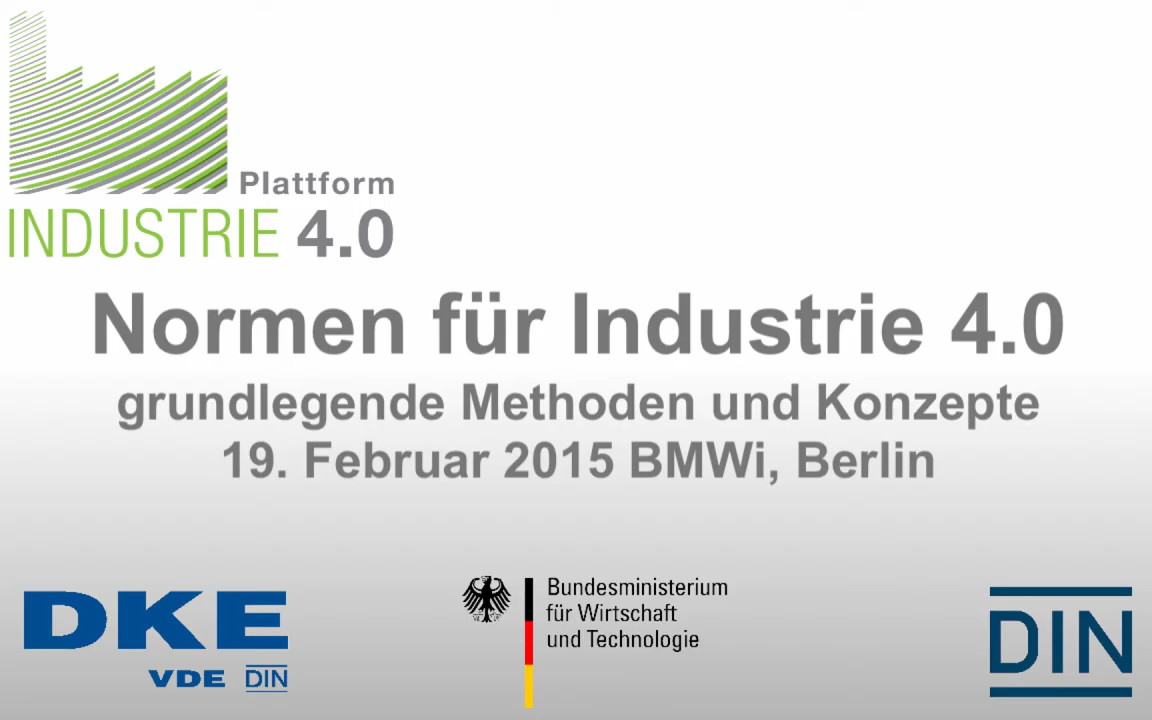 Plattform
INDUSTRIE 4.0
Normen für Industrie 4.0
grundlegende Methoden und Konzepte
19. Februar 2015 BMWi, Berlin
DKE
VDE DIN
Bundesministerium
für Wirtschaft
und Technologie
DIN